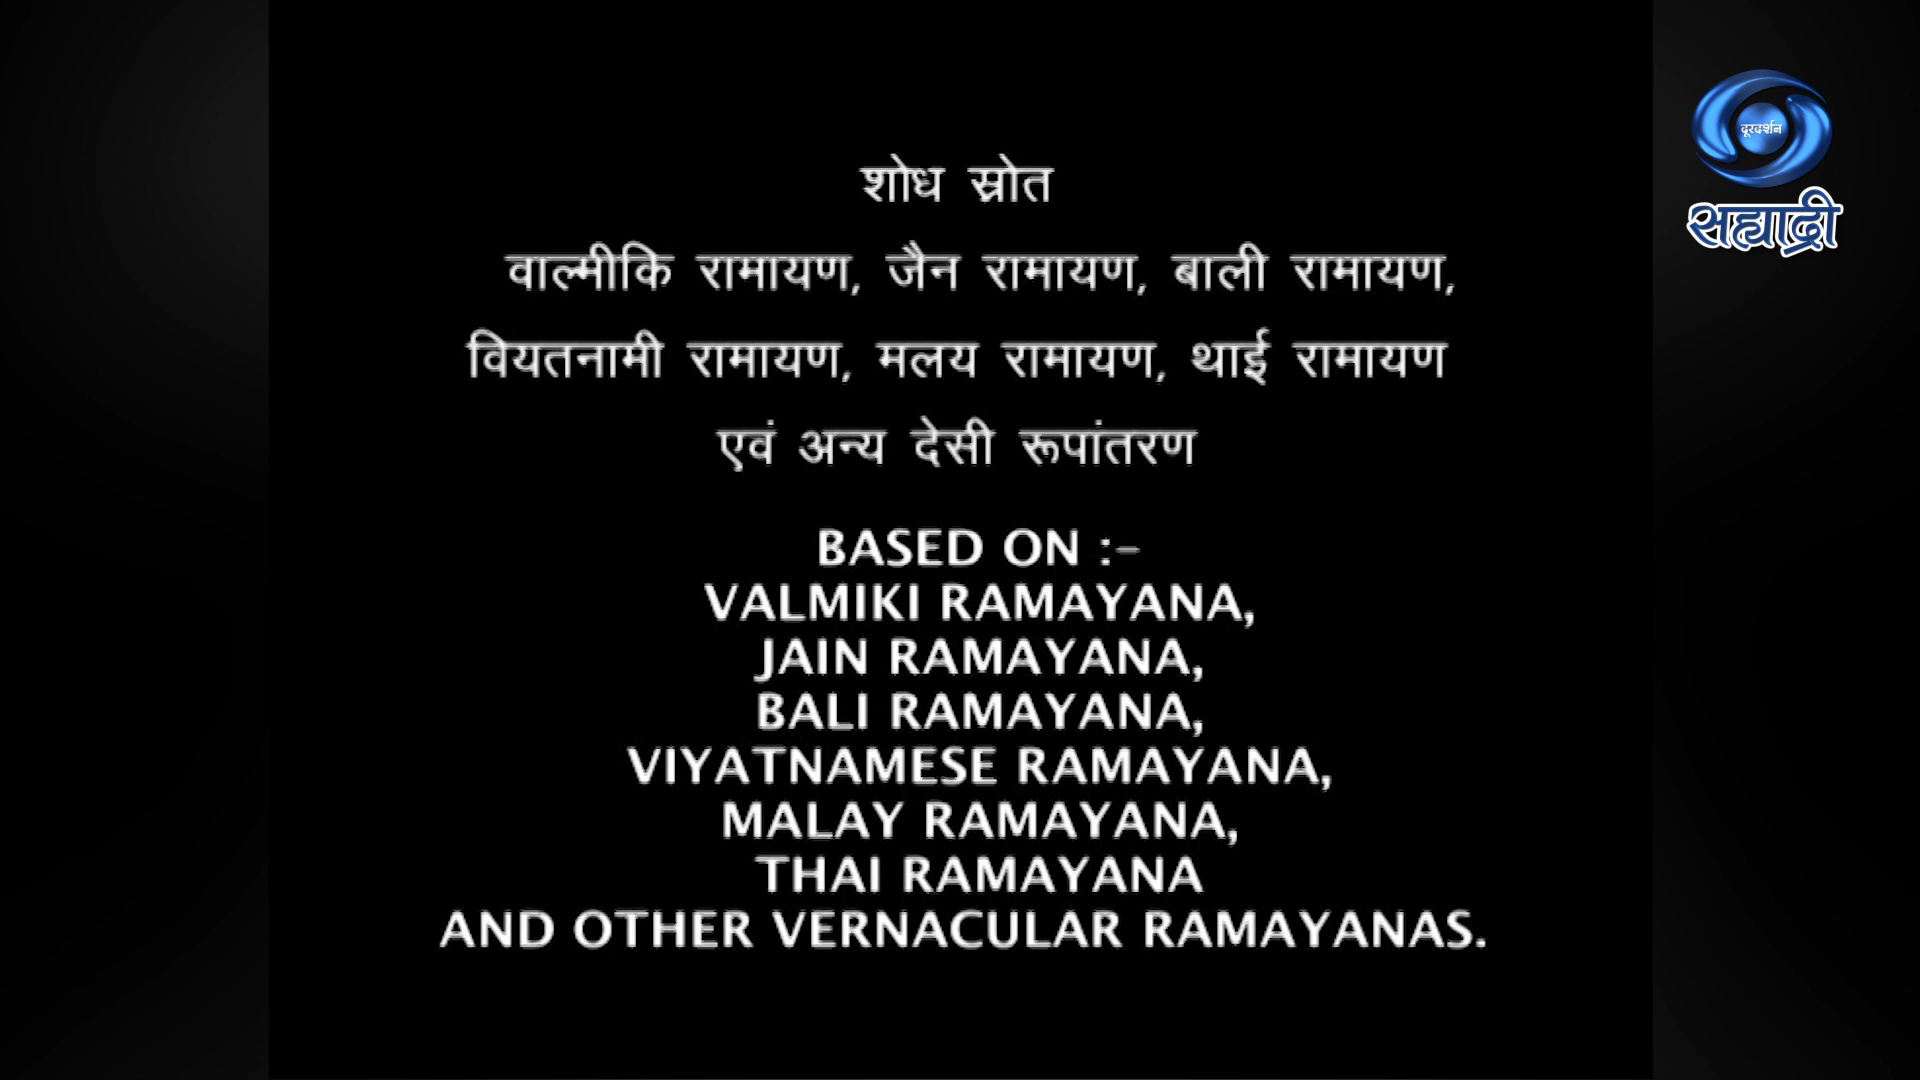 शोध स्रोत
वाल्मीकि रामायण, जैन रामायण, बाली रामायण,
वियतनामी रामायण, मलय रामायण, थाई रामायण
एवं अन्य देसी रूपांतरण
BASED ON :-
VALMIKI RAMAYANA,
JAIN RAMAYANA,
BALI RAMAYANA,
VIYATNAMESE RAMAYANA,
MALAY RAMAYANA,
THAI RAMAYANA
AND OTHER VERNACULAR RAMAYANAS.
दूरदर्शन
सह्याद्री